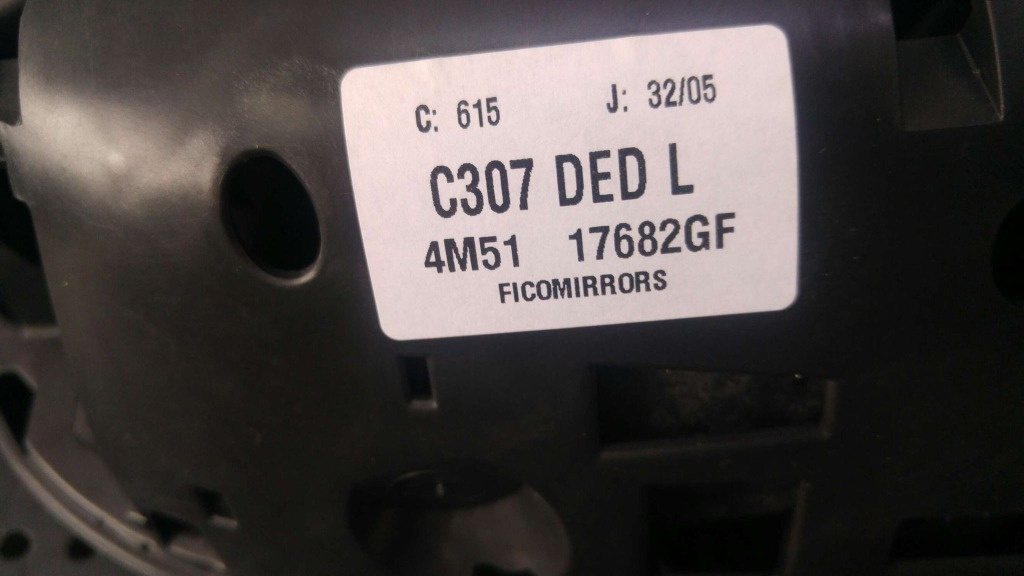 C: 615 J: 32/05
C307 DED L
4M51 17682GF
FICOMIRRORS